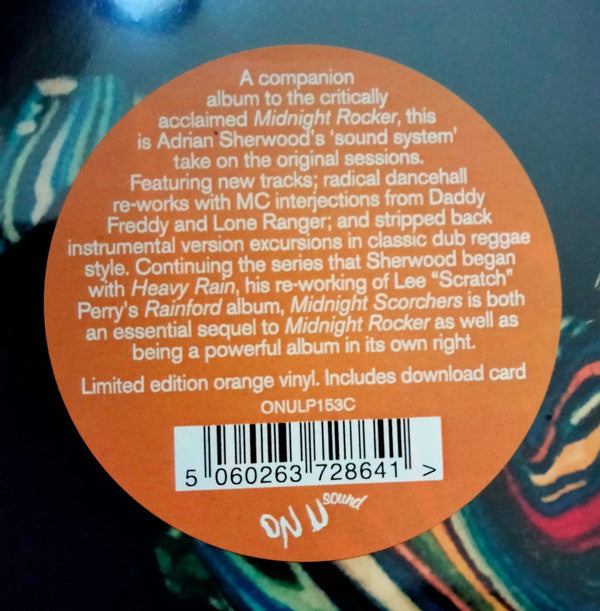 A companion
album to the critically
acclaimed Midnight Rocker, this
is Adrian Sherwood's 'sound system'
take on the original sessions.
Featuring new tracks; radical dancehall
re-works with MC interjections from Daddy
Freddy and Lone Ranger; and stripped back
instrumental version excursions in classic dub reggae
style. Continuing the series that Sherwood began
with Heavy Rain, his re-working of Lee “Scratch”
Perry's Rainford album, Midnight Scorchers is both
an essential sequel to Midnight Rocker as well as
being a powerful album in its own right.
Limited edition orange vinyl. Includes download card
ONULP153C
5 060263 728641 >
ON U sound